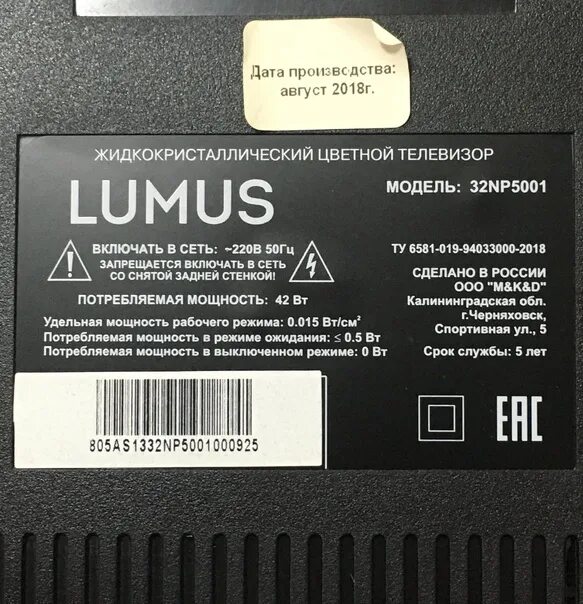 Дата производства:
август 2018г.
ЖИДКОКРИСТАЛЛИЧЕСКИЙ ЦВЕТНОЙ ТЕЛЕВИЗОР
LUMUS
МОДЕЛЬ: 32NP5001
ВКЛЮЧАТЬ В СЕТЬ: ~220В 50Гц
ЗАПРЕЩАЕТСЯ ВКЛЮЧАТЬ В СЕТЬ
СО СНЯТОЙ ЗАДНЕЙ СТЕНКОЙ!
ПОТРЕБЛЯЕМАЯ МОЩНОСТЬ: 42 Вт
Удельная мощность рабочего режима: 0.015 Вт/см²
Потребляемая мощность в режиме ожидания: ≤ 0.5 Вт
Потребляемая мощность в выключенном режиме: 0 Вт
ТУ 6581-019-94033000-2018
СДЕЛАНО В РОССИИ
ООО "M&K&D"
Калининградская обл.
г.Черняховск,
Спортивная ул., 5
Срок службы: 5 лет
805AS1332NP5001000925
EAC